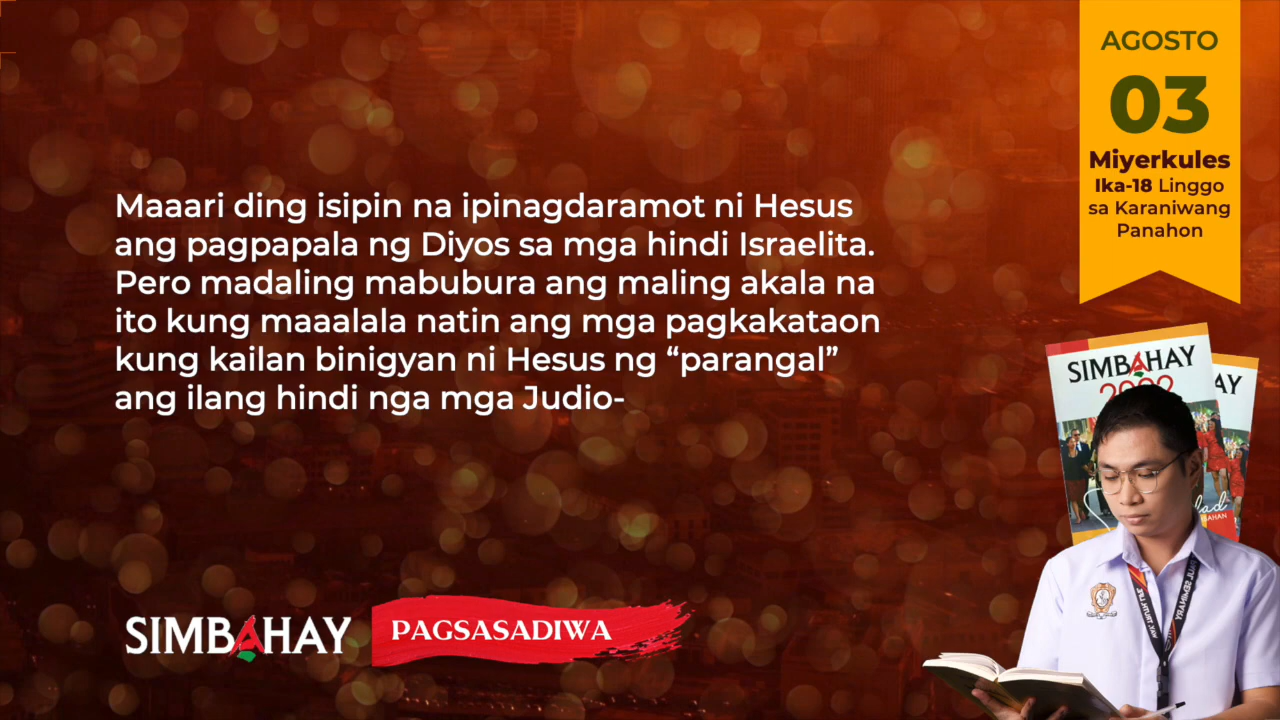 Maaari ding isipin na ipinagdaramot ni Hesus
ang pagpapala ng Diyos sa mga hindi Israelita.
Pero madaling mabubura ang maling akala na
ito kung maaalala natin ang mga pagkakataon
kung kailan binigyan ni Hesus ng “parangal”
ang ilang hindi nga mga Judio-
AGOSTO
03
Miyerkules
Ika-18 Linggo
sa Karaniwang
Panahon
SIMBAHAY
2022
SIMBAHAY
PAGSASADIWA